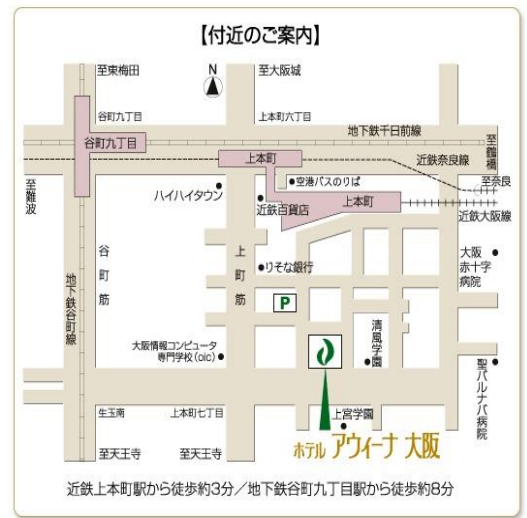 【付近のご案内】
至東梅田
N
至大阪城
谷町九丁目
上本町六丁目
地下鉄千日前線
谷町九丁目
上本町
近鉄奈良線
至鶴橋
至難波
ハイハイタウン
空港バスのりば
至奈良
近鉄百貨店
上本町
近鉄大阪線
谷町筋
上町筋
りそな銀行
大阪
赤十字
病院
地下鉄谷町線
P
大阪情報コンピュータ
専門学校(oic)
清風学園
聖バルナバ病院
生玉南
上本町七丁目
上宮学園
至天王寺
至天王寺
ホテル アウィーナ 大阪
近鉄上本町駅から徒歩約3分／地下鉄谷町九丁目駅から徒歩約8分